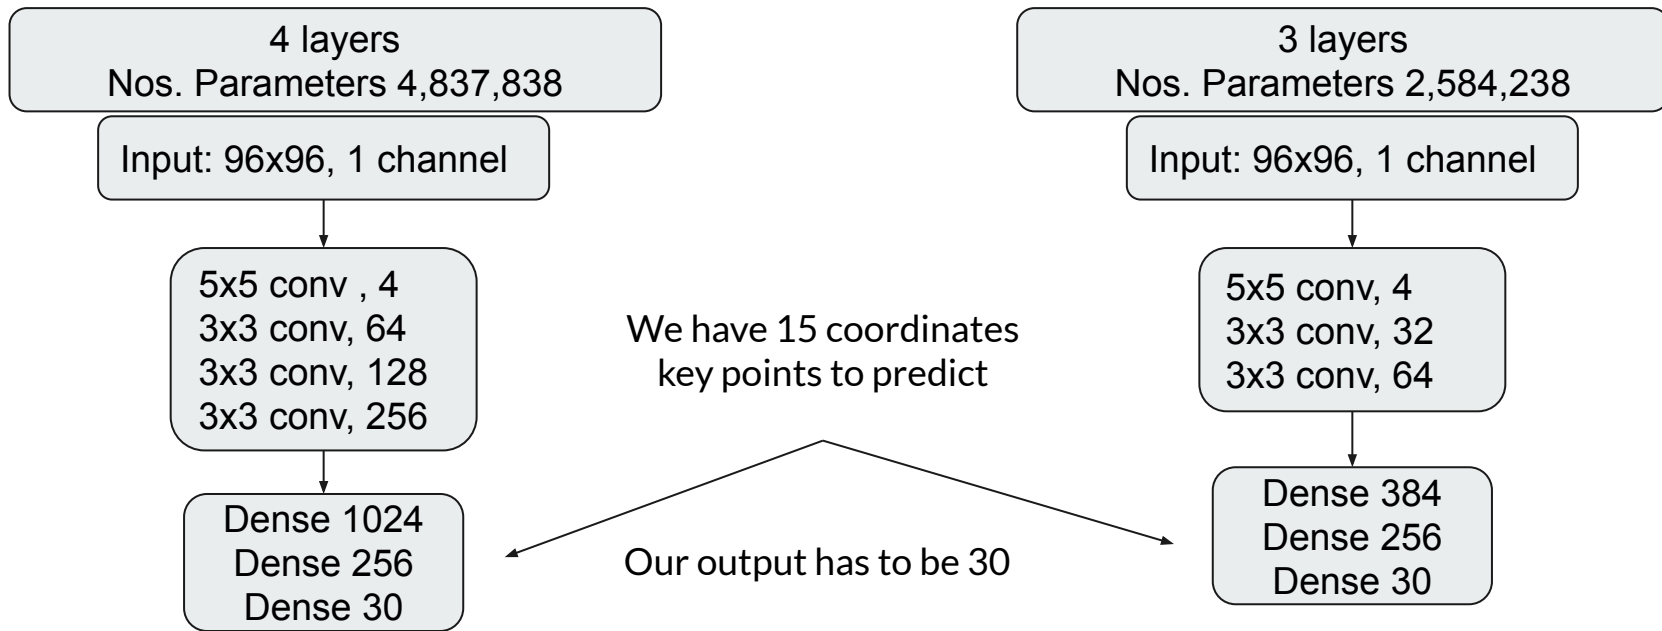 4 layers
Nos. Parameters 4,837,838
Input: 96x96, 1 channel
5x5 conv , 4
3x3 conv, 64
3x3 conv, 128
3x3 conv, 256
Dense 1024
Dense 256
Dense 30
We have 15 coordinates
key points to predict
Our output has to be 30
3 layers
Nos. Parameters 2,584,238
Input: 96x96, 1 channel
5x5 conv, 4
3x3 conv, 32
3x3 conv, 64
Dense 384
Dense 256
Dense 30